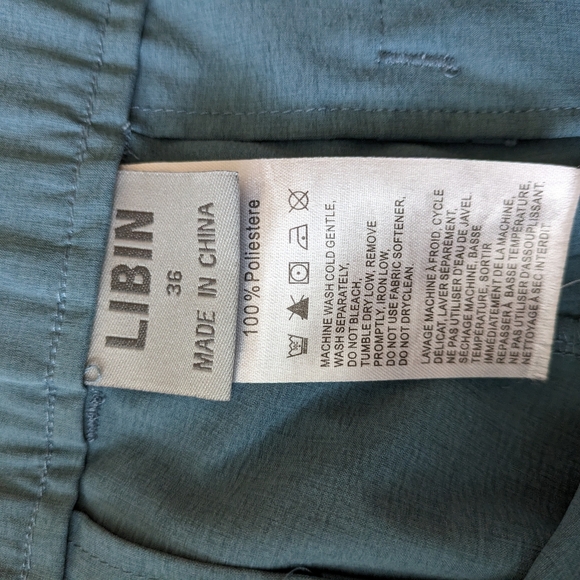 LIBIN
36
MADE IN CHINA
100%Poliestere
MACHINE WASH COLD GENTLE,
WASH SEPARATELY,
DO NOT BLEACH,
TUMBLE DRY LOW, REMOVE
PROMPTLY, IRON LOW,
DO NOT USE FABRIC SOFTENER,
DO NOT DRYCLEAN.
LAVAGE MACHINE À FROID, CYCLE
DÉLICAT, LAVER SEPARÉMENT,
NE PAS UTILISER D'EAU DE JAVEL
SÉCHAGE MACHINE, BASSE
TEMPÉRATURE, SORTIR
IMMÉDIATEMENT DE LA MACHINE,
REPASSER À BASSE TEMPÉRATURE,
NE PAS UTILISER D'ASSOUPLISSANT,
NETTOYAGE À SEC INTERDIT